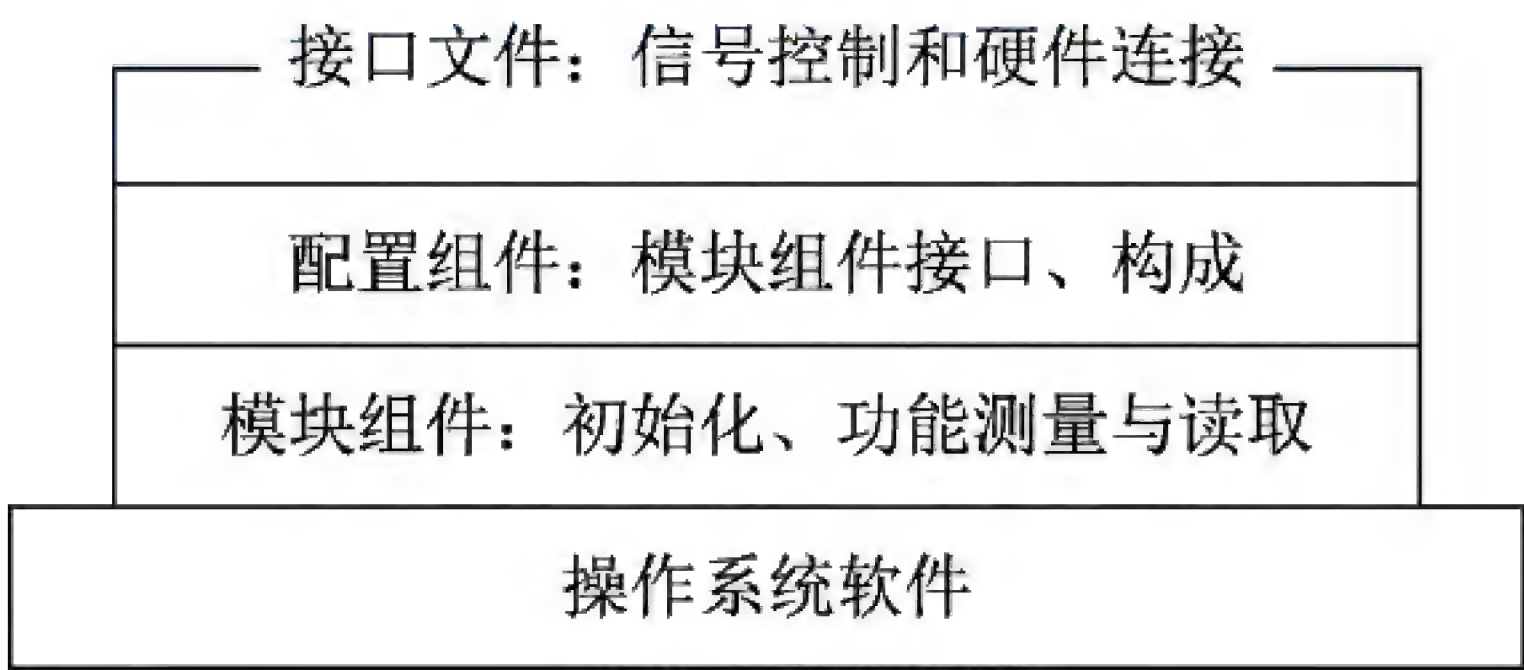 接口文件：信号控制和硬件连接
配置组件：模块组件接口、构成
模块组件：初始化、功能测量与读取
操作系统软件